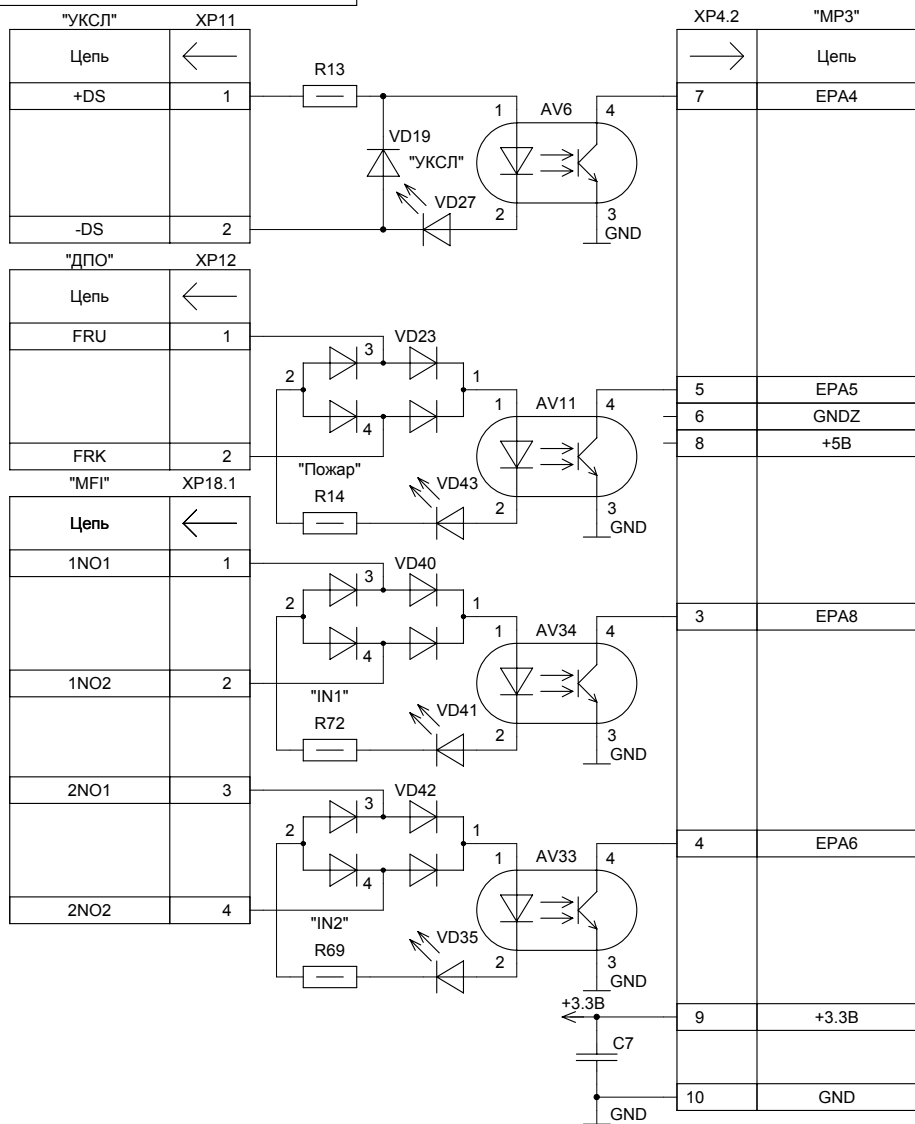 "УКСЛ" XP11
Цепь
+DS 1
-DS 2
R13
VD19
"УКСЛ"
VD27
1 AV6 4
2 3
GND
XP4.2 "MP3"
Цепь
7 EPA4
"ДПО" XP12
Цепь
FRU 1
FRK 2
3 VD23
2 1
4
"Пожар"
R14
VD43
1 AV11 4
2 3
GND
5 EPA5
6 GNDZ
8 +5В
"MFI" XP18.1
Цепь
1NO1 1
1NO2 2
3 VD40
2 1
4
"IN1"
R72
VD41
1 AV34 4
2 3
GND
3 EPA8
2NO1 3
2NO2 4
3 VD42
2 1
4
"IN2"
R69
VD35
1 AV33 4
2 3
GND
4 EPA6
+3.3В
9 +3.3В
C7
10 GND
GND